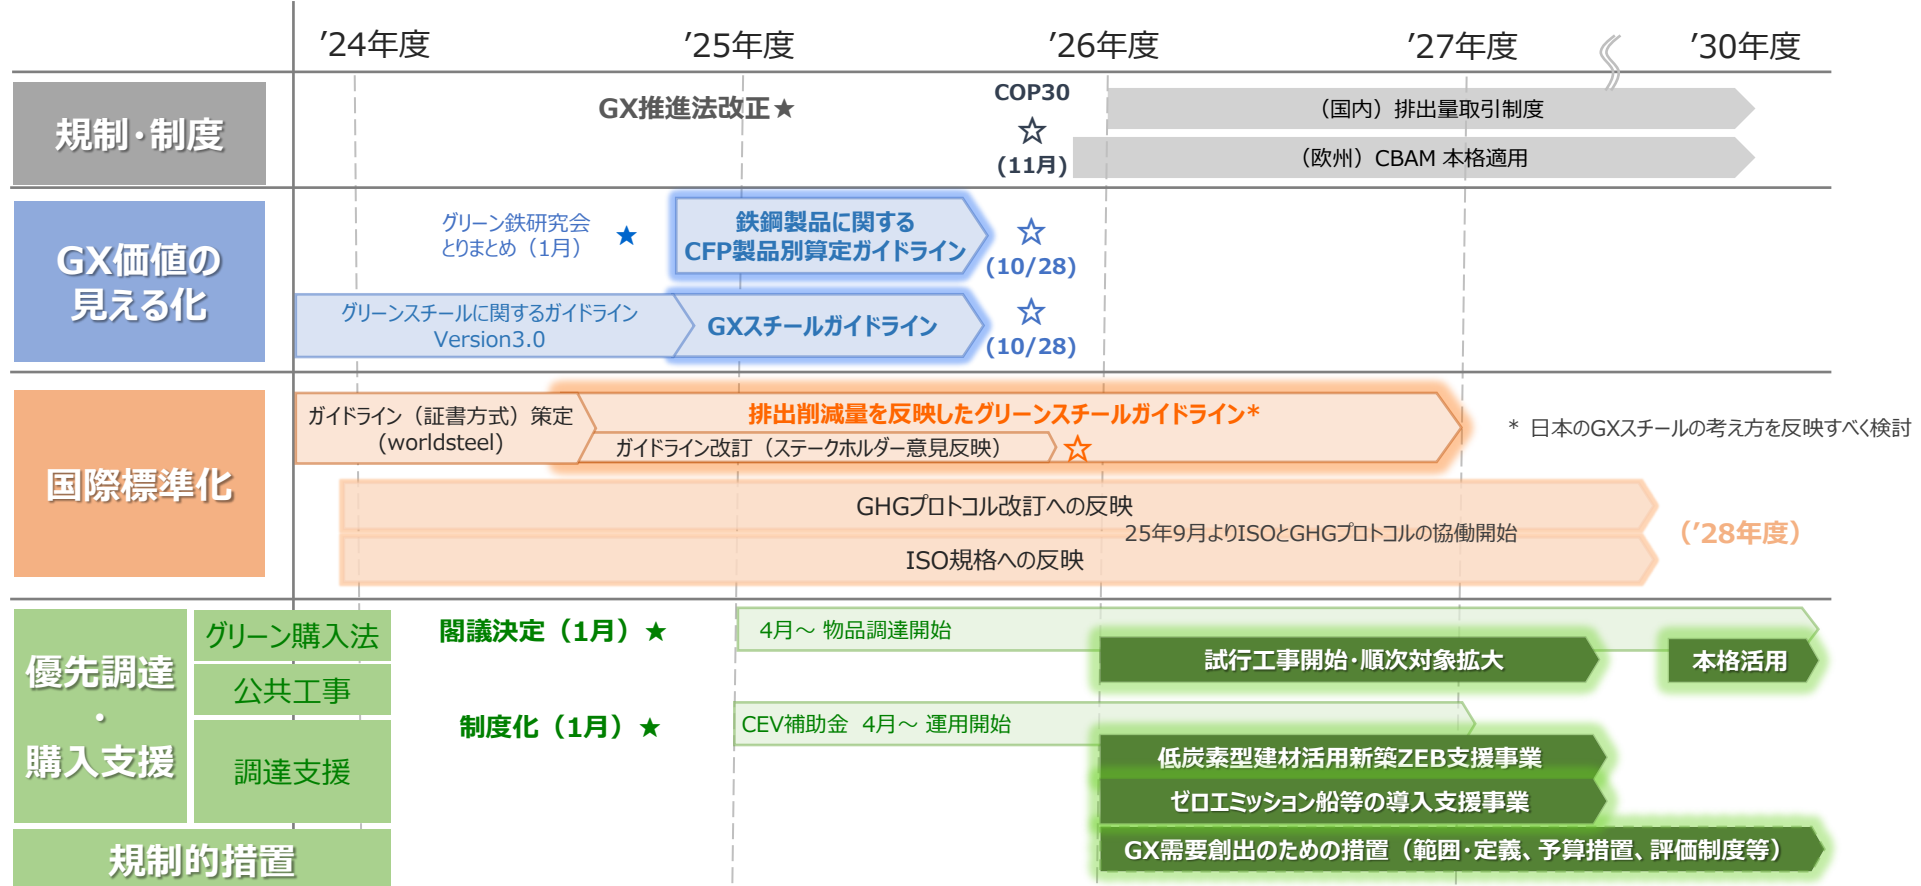 ’24年度
’25年度
’26年度
’27年度
’30年度
規制・制度
GX推進法改正★
COP30
☆
(11月)
（国内）排出量取引制度
（欧州）CBAM 本格適用
GX価値の
見える化
グリーン鉄研究会
とりまとめ（1月）
★
鉄鋼製品に関する
CFP製品別算定ガイドライン
☆
(10/28)
グリーンスチールに関するガイドライン
Version3.0
GXスチールガイドライン
☆
(10/28)
国際標準化
ガイドライン（証書方式）策定
(worldsteel)
排出削減量を反映したグリーンスチールガイドライン*
ガイドライン改訂（ステークホルダー意見反映）
☆
* 日本のGXスチールの考え方を反映すべく検討
GHGプロトコル改訂への反映
25年9月よりISOとGHGプロトコルの協働開始
ISO規格への反映
（’28年度）
優先調達
・
購入支援
グリーン購入法
閣議決定（1月）★
4月～ 物品調達開始
公共工事
試行工事開始・順次対象拡大
本格活用
調達支援
制度化（1月）★
CEV補助金 4月～ 運用開始
低炭素型建材活用新築ZEB支援事業
ゼロエミッション船等の導入支援事業
規制的措置
GX需要創出のための措置（範囲・定義、予算措置、評価制度等）